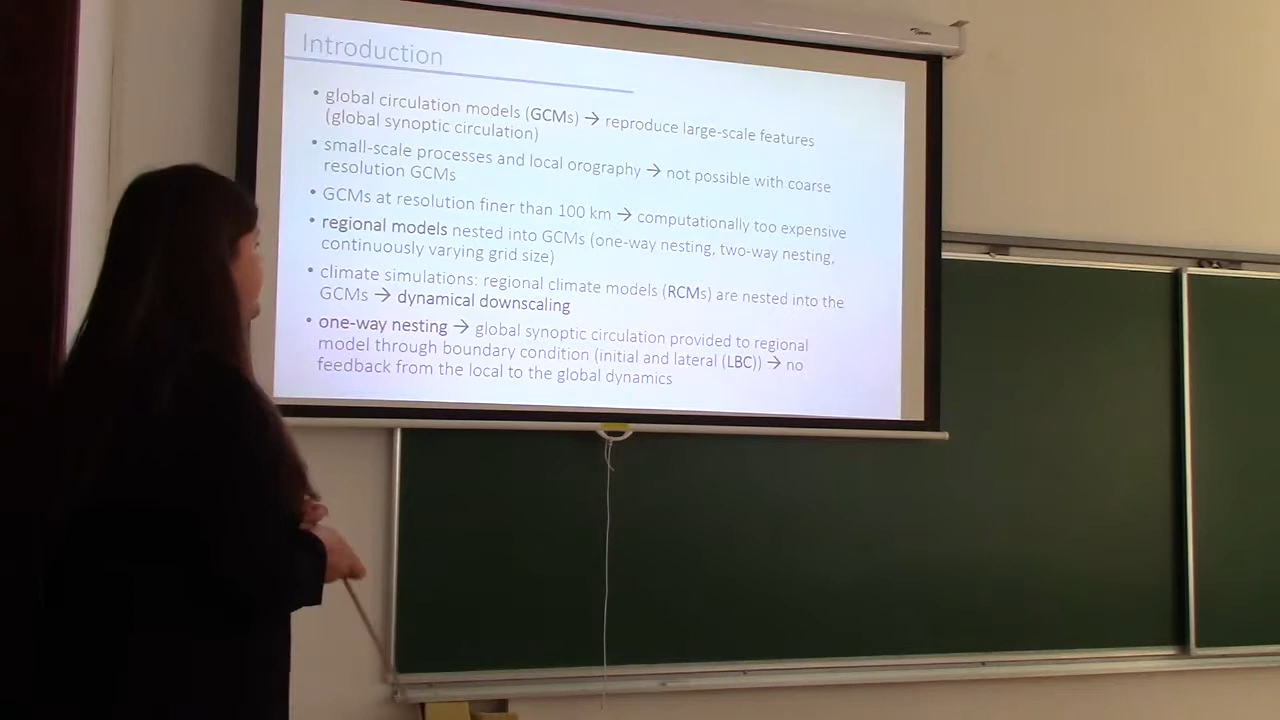 Introduction
• global circulation models (GCMs) → reproduce large-scale features
(global synoptic circulation)
• small-scale processes and local orography → not possible with coarse
resolution GCMs
• GCMs at resolution finer than 100 km → computationally too expensive
• regional models nested into GCMs (one-way nesting, two-way nesting,
continuously varying grid size)
• climate simulations: regional climate models (RCMs) are nested into the
GCMs → dynamical downscaling
• one-way nesting → global synoptic circulation provided to regional
model through boundary condition (initial and lateral (LBC)) → no
feedback from the local to the global dynamics